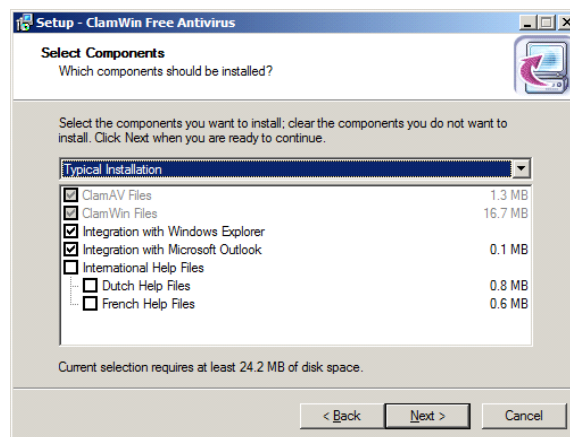 Setup - ClamWin Free Antivirus
Select Components
Which components should be installed?
Select the components you want to install; clear the components you do not want to
install. Click Next when you are ready to continue.
Typical Installation
ClamAV Files 1.3 MB
ClamWin Files 16.7 MB
Integration with Windows Explorer
Integration with Microsoft Outlook 0.1 MB
International Help Files
Dutch Help Files 0.8 MB
French Help Files 0.6 MB
Current selection requires at least 24.2 MB of disk space.
< Back Next > Cancel